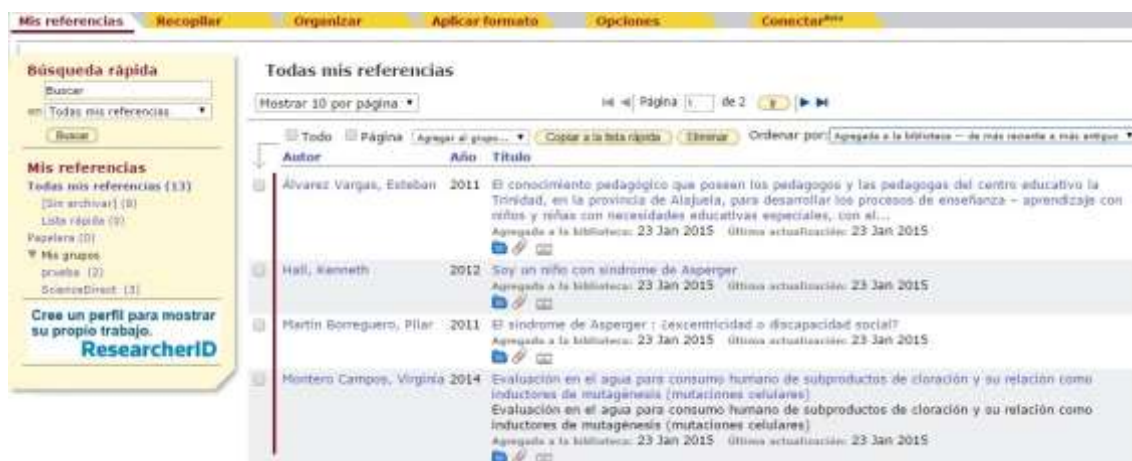 Mis referencias Recopilar Organizar Aplicar formato Opciones Conectar Beta
Búsqueda rápida
Buscar
en Todas mis referencias
Buscar
Mis referencias
Todas mis referencias (13)
[Sin archivar] (8)
Lista rápida (0)
Papelera (0)
Mis grupos
prueba (2)
ScienceDirect (3)
Cree un perfil para mostrar
su propio trabajo.
ResearcherID
Todas mis referencias
Mostrar 10 por página
Página 1 de 2 Ir
Todo Página Agregar al grupo... Copiar a la lista rápida Eliminar Ordenar por: Agregada a la biblioteca -- de más reciente a más antiguo
Autor Año Título
Álvarez Vargas, Esteban 2011 El conocimiento pedagógico que poseen los pedagogos y las pedagogas del centro educativo la
Trinidad, en la provincia de Alajuela, para desarrollar los procesos de enseñanza – aprendizaje con
niños y niñas con necesidades educativas especiales, con el...
Agregada a la biblioteca: 23 Jan 2015 Última actualización: 23 Jan 2015
Hall, Kenneth 2012 Soy un niño con síndrome de Asperger
Agregada a la biblioteca: 23 Jan 2015 Última actualización: 23 Jan 2015
Martín Borreguero, Pilar 2011 El síndrome de Asperger : ¿excentricidad o discapacidad social?
Agregada a la biblioteca: 23 Jan 2015 Última actualización: 23 Jan 2015
Montero Campos, Virginia 2014 Evaluación en el agua para consumo humano de subproductos de cloración y su relación como
inductores de mutagénesis (mutaciones celulares)
Evaluación en el agua para consumo humano de subproductos de cloración y su relación como
inductores de mutagénesis (mutaciones celulares)
Agregada a la biblioteca: 23 Jan 2015 Última actualización: 23 Jan 2015